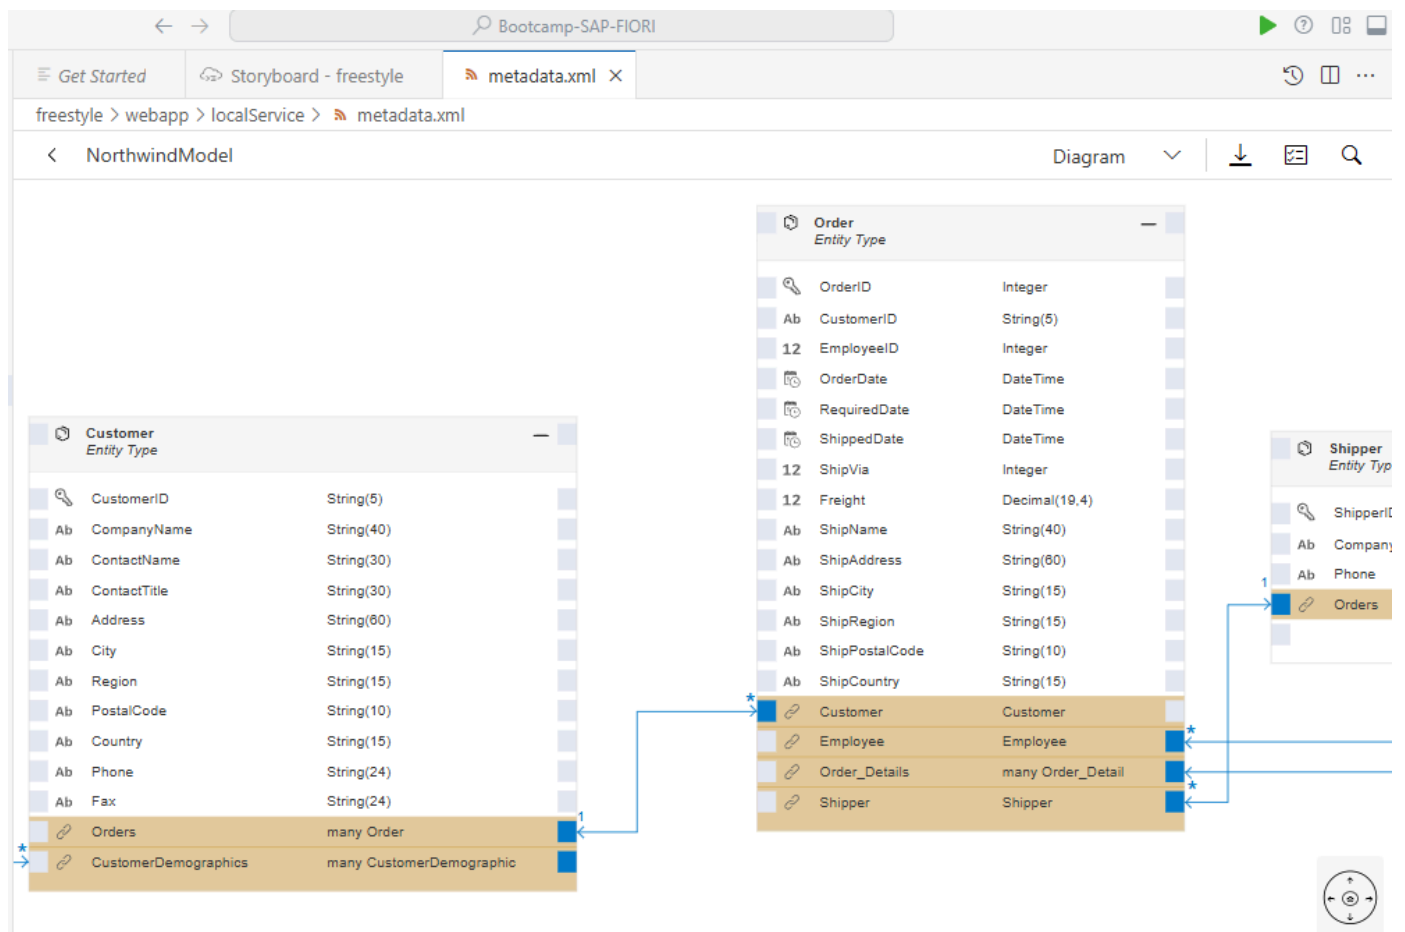 Bootcamp-SAP-FIORI
Get Started
Storyboard - freestyle
metadata.xml
freestyle > webapp > localService > metadata.xml
NorthwindModel
Diagram
Order
Entity Type
OrderID Integer
Ab CustomerID String(5)
12 EmployeeID Integer
OrderDate DateTime
RequiredDate DateTime
ShippedDate DateTime
12 ShipVia Integer
12 Freight Decimal(19,4)
Ab ShipName String(40)
Ab ShipAddress String(60)
Ab ShipCity String(15)
Ab ShipRegion String(15)
Ab ShipPostalCode String(10)
Ab ShipCountry String(15)
* Customer Customer
Employee Employee *
Order_Details many Order_Detail
Shipper Shipper *
Customer
Entity Type
CustomerID String(5)
Ab CompanyName String(40)
Ab ContactName String(30)
Ab ContactTitle String(30)
Ab Address String(60)
Ab City String(15)
Ab Region String(15)
Ab PostalCode String(10)
Ab Country String(15)
Ab Phone String(24)
Ab Fax String(24)
Orders many Order 1
* CustomerDemographics many CustomerDemographic
Shipper
Entity Typ
ShipperID
Ab Company
Ab Phone
1 Orders